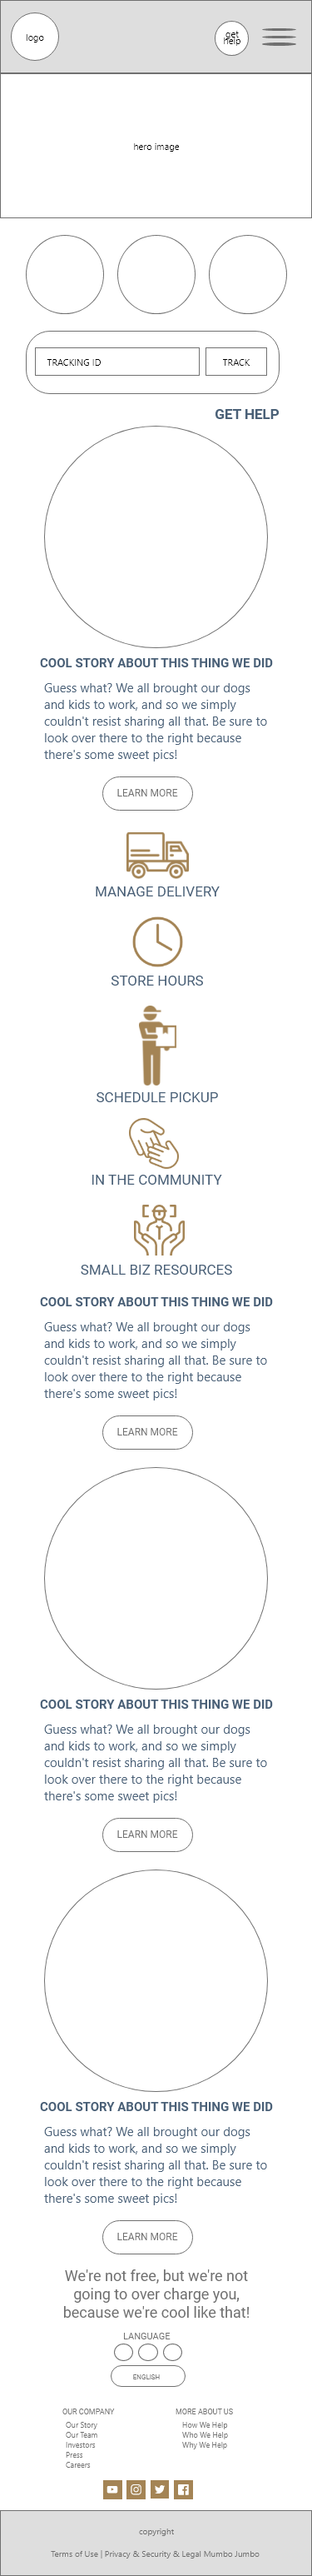 logo
get
help
hero image
TRACKING ID
TRACK
GET HELP
COOL STORY ABOUT THIS THING WE DID
Guess what? We all brought our dogs
and kids to work, and so we simply
couldn't resist sharing all that. Be sure to
look over there to the right because
there's some sweet pics!
LEARN MORE
MANAGE DELIVERY
STORE HOURS
SCHEDULE PICKUP
IN THE COMMUNITY
SMALL BIZ RESOURCES
COOL STORY ABOUT THIS THING WE DID
Guess what? We all brought our dogs
and kids to work, and so we simply
couldn't resist sharing all that. Be sure to
look over there to the right because
there's some sweet pics!
LEARN MORE
COOL STORY ABOUT THIS THING WE DID
Guess what? We all brought our dogs
and kids to work, and so we simply
couldn't resist sharing all that. Be sure to
look over there to the right because
there's some sweet pics!
LEARN MORE
COOL STORY ABOUT THIS THING WE DID
Guess what? We all brought our dogs
and kids to work, and so we simply
couldn't resist sharing all that. Be sure to
look over there to the right because
there's some sweet pics!
LEARN MORE
We're not free, but we're not
going to over charge you,
because we're cool like that!
LANGUAGE
ENGLISH
OUR COMPANY
Our Story
Our Team
Investors
Press
Careers
MORE ABOUT US
How We Help
Who We Help
Why We Help
copyright
Terms of Use | Privacy & Security & Legal Mumbo Jumbo